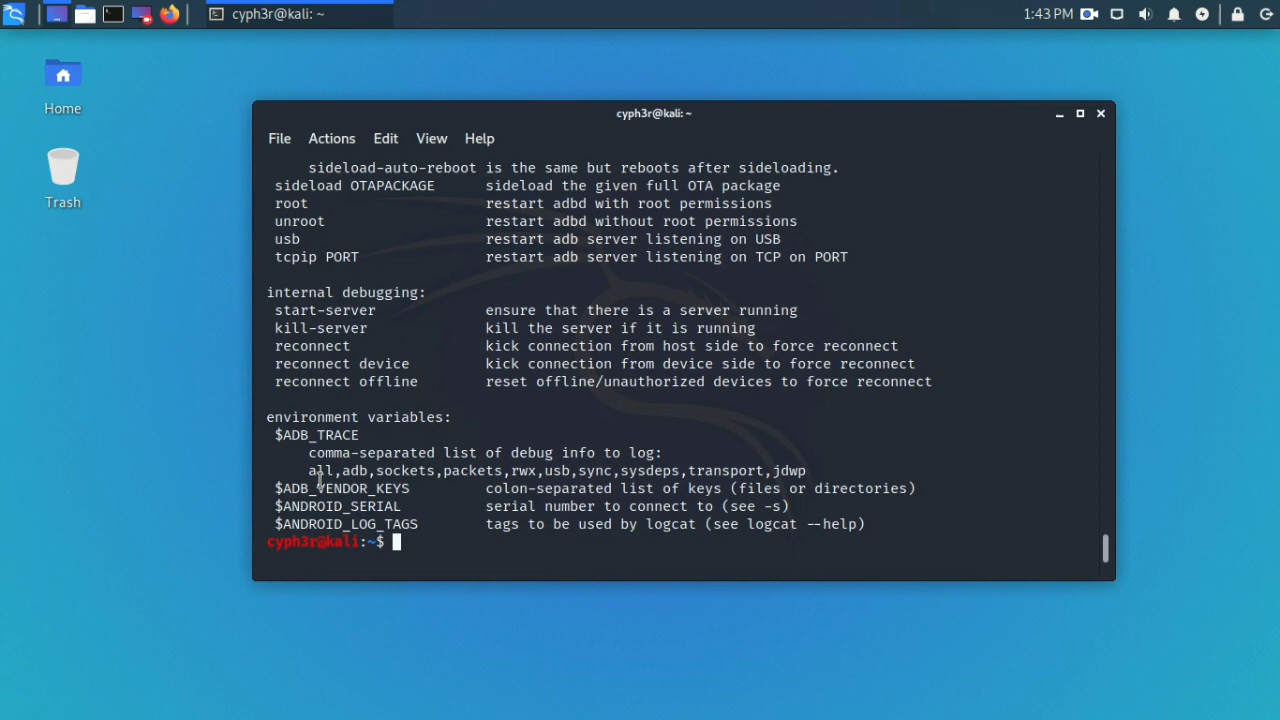 cyph3r@kali: ~
1:43 PM
Home
Trash
cyph3r@kali: ~
File Actions Edit View Help
sideload-auto-reboot is the same but reboots after sideloading.
sideload OTAPACKAGE sideload the given full OTA package
root restart adbd with root permissions
unroot restart adbd without root permissions
usb restart adb server listening on USB
tcpip PORT restart adb server listening on TCP on PORT
internal debugging:
start-server ensure that there is a server running
kill-server kill the server if it is running
reconnect kick connection from host side to force reconnect
reconnect device kick connection from device side to force reconnect
reconnect offline reset offline/unauthorized devices to force reconnect
environment variables:
$ADB_TRACE
comma-separated list of debug info to log:
all,adb,sockets,packets,rwx,usb,sync,sysdeps,transport,jdwp
$ADB_VENDOR_KEYS colon-separated list of keys (files or directories)
$ANDROID_SERIAL serial number to connect to (see -s)
$ANDROID_LOG_TAGS tags to be used by logcat (see logcat --help)
cyph3r@kali:~$